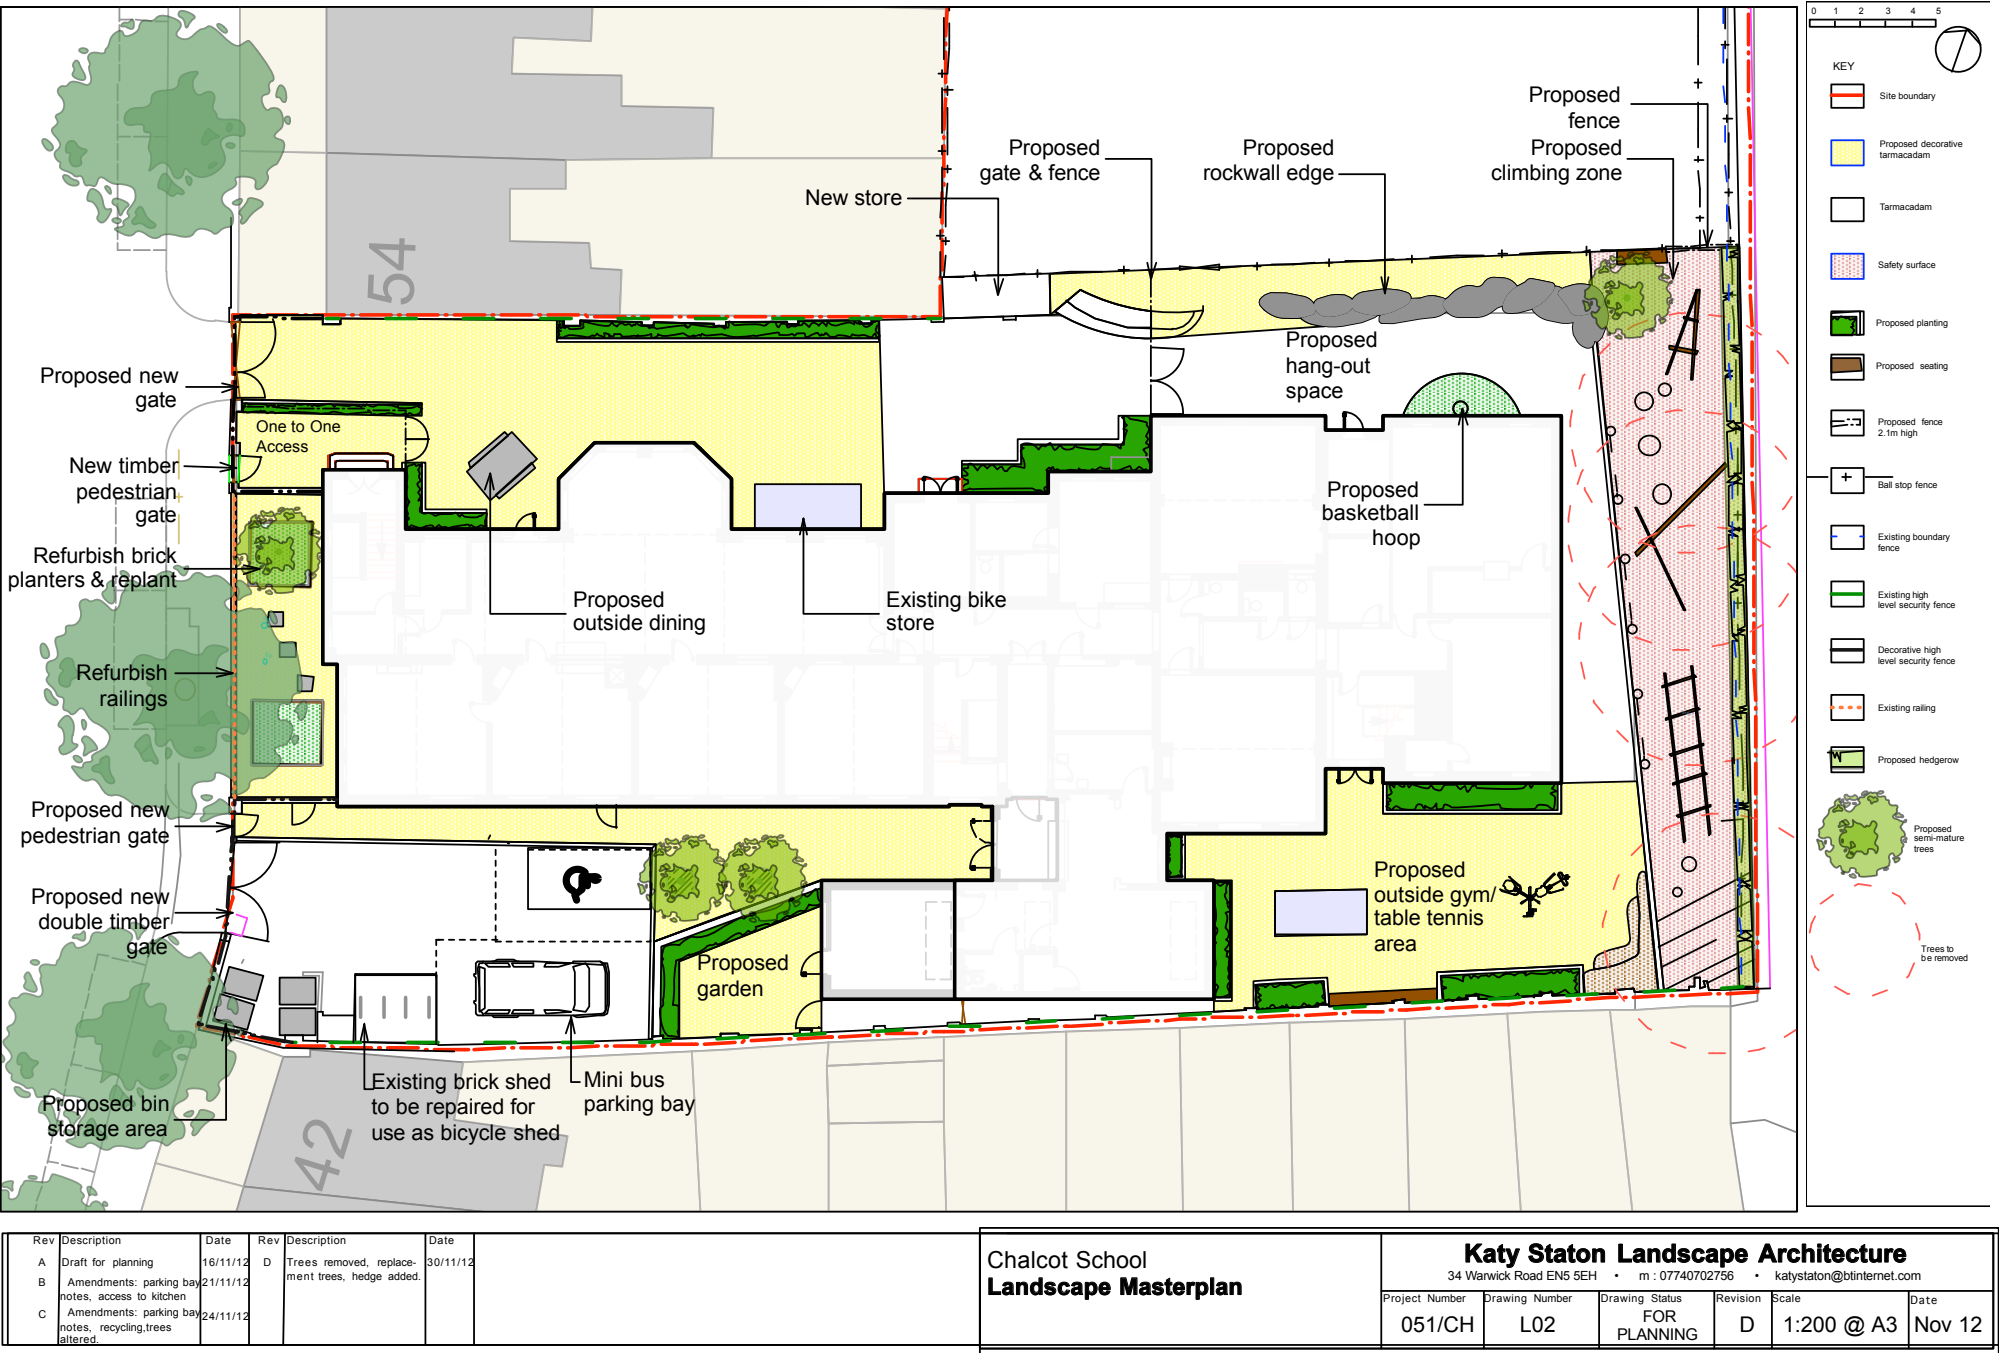 0 1 2 3 4 5
KEY
Site boundary
Proposed decorative
tarmacadam
Tarmacadam
Safety surface
Proposed planting
Proposed seating
Proposed fence
2.1m high
Ball stop fence
Existing boundary
fence
Existing high
level security fence
Decorative high
level security fence
Existing railing
Proposed hedgerow
Proposed
semi-mature
trees
Trees to
be removed
54
42
New store
Proposed
gate & fence
Proposed
rockwall edge
Proposed
fence
Proposed
climbing zone
Proposed new
gate
One to One
Access
New timber
pedestrian
gate
Refurbish brick
planters & replant
Refurbish
railings
Proposed new
pedestrian gate
Proposed new
double timber
gate
Proposed bin
storage area
Existing brick shed
to be repaired for
use as bicycle shed
Mini bus
parking bay
Proposed
garden
Proposed
outside dining
Existing bike
store
Proposed
hang-out
space
Proposed
basketball
hoop
Proposed
outside gym/
table tennis
area
Rev Description Date Rev Description Date
A Draft for planning 16/11/12 D Trees removed, replace-
ment trees, hedge added. 30/11/12
B Amendments: parking bay
notes, access to kitchen 21/11/12
C Amendments: parking bay
notes, recycling,trees
altered. 24/11/12
Chalcot School
Landscape Masterplan
Katy Staton Landscape Architecture
34 Warwick Road EN5 5EH • m : 07740702756 • katystaton@btinternet.com
Project Number Drawing Number Drawing Status Revision Scale Date
051/CH L02 FOR
PLANNING D 1:200 @ A3 Nov 12